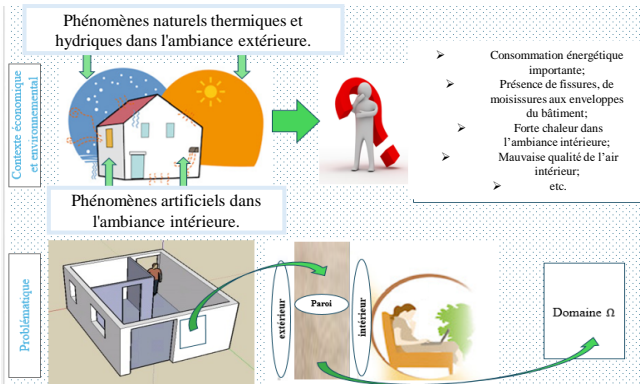 Phénomènes naturels thermiques et
hydriques dans l'ambiance extérieure.
Contexte économique
et environnemental
➢ Consommation énergétique
importante;
➢ Présence de fissures, de
moisissures aux enveloppes
du bâtiment;
➢ Forte chaleur dans
l'ambiance intérieure;
➢ Mauvaise qualité de l'air
intérieur;
➢ etc.
Phénomènes artificiels dans
l'ambiance intérieure.
Problématique
extérieur
Paroi
intérieur
Domaine Ω